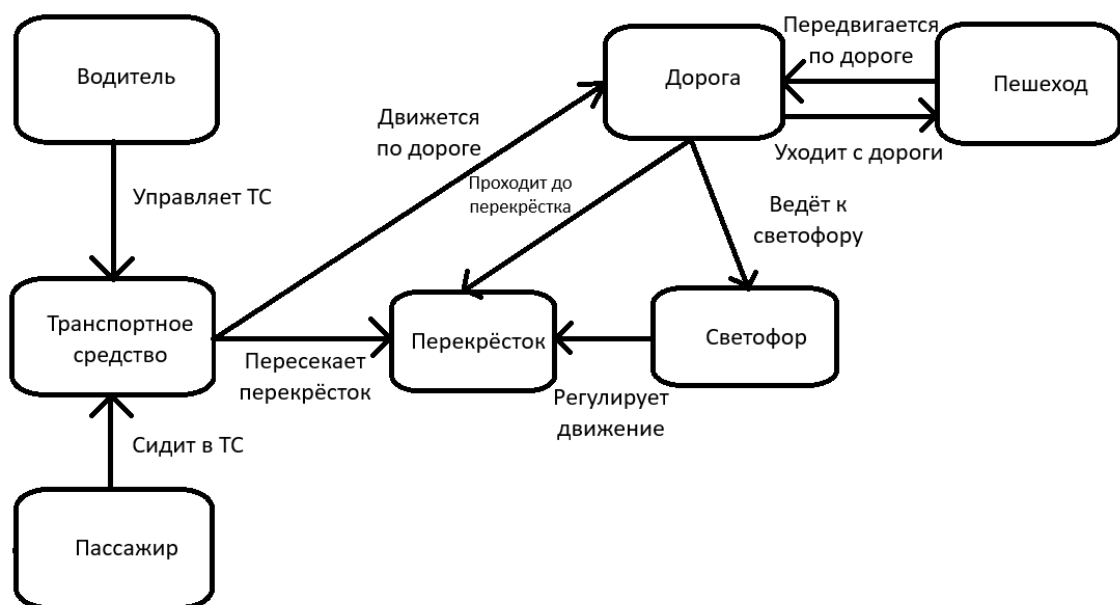 Водитель
Управляет ТС
Транспортное
средство
Сидит в ТС
Пассажир
Движется
по дороге
Пересекает
перекрёсток
Проходит до
перекрёстка
Перекрёсток
Дорога
Передвигается
по дороге
Уходит с дороги
Пешеход
Ведёт к
светофору
Светофор
Регулирует
движение